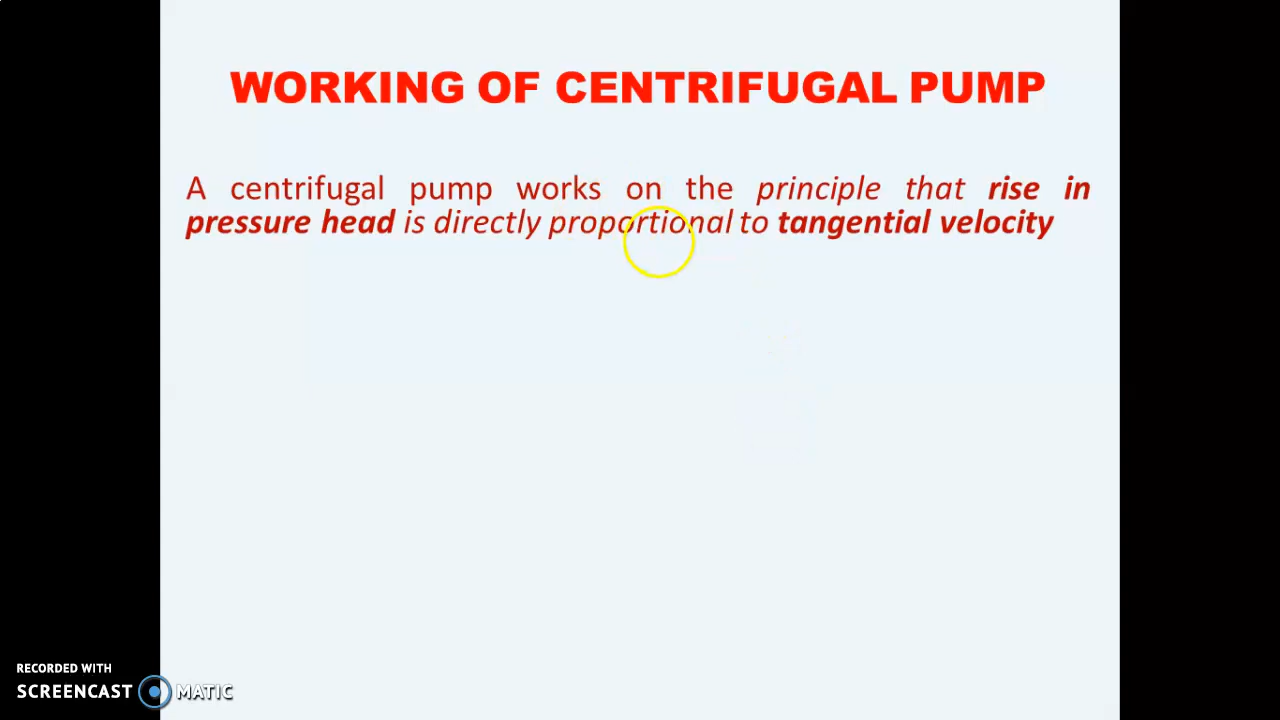 WORKING OF CENTRIFUGAL PUMP
A centrifugal pump works on the principle that rise in
pressure head is directly proportional to tangential velocity
RECORDED WITH
SCREENCAST MATIC